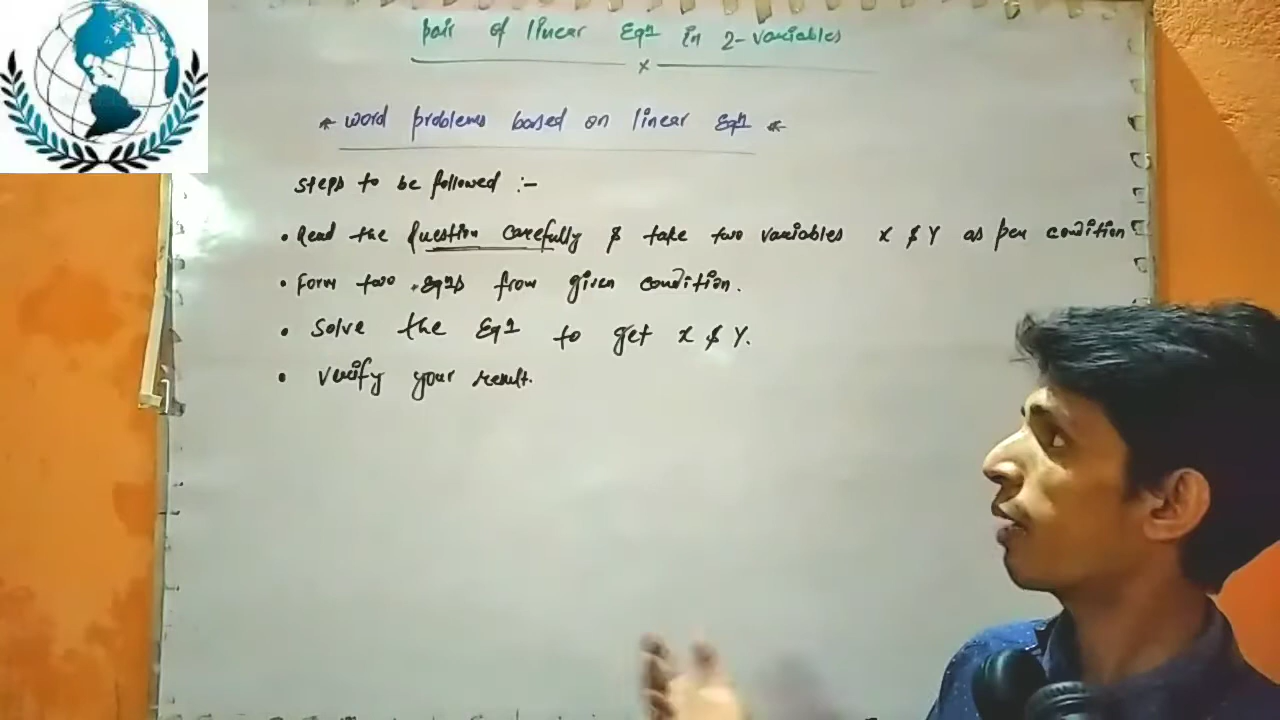 pair of linear Eqn in 2-variables
x
* word problems based on linear Eqn *
steps to be followed :-
• Read the Question carefully & take two variables x & Y as per condition
• Form two Eqns from given condition.
• Solve the Eqn to get x & Y.
• verify your result.